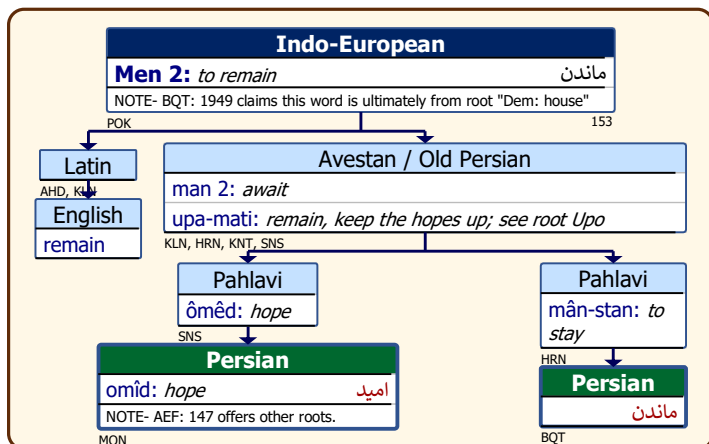 Indo-European
Men 2: to remain ماندن
NOTE- BQT: 1949 claims this word is ultimately from root "Dem: house"
POK 153
Latin
AHD, KLN
English
remain
Avestan / Old Persian
man 2: await
upa-mati: remain, keep the hopes up; see root Upo
KLN, HRN, KNT, SNS
Pahlavi
ômêd: hope
SNS
Persian
omîd: hope امید
NOTE- AEF: 147 offers other roots.
MON
Pahlavi
mân-stan: to
stay
HRN
Persian
ماندن
BQT